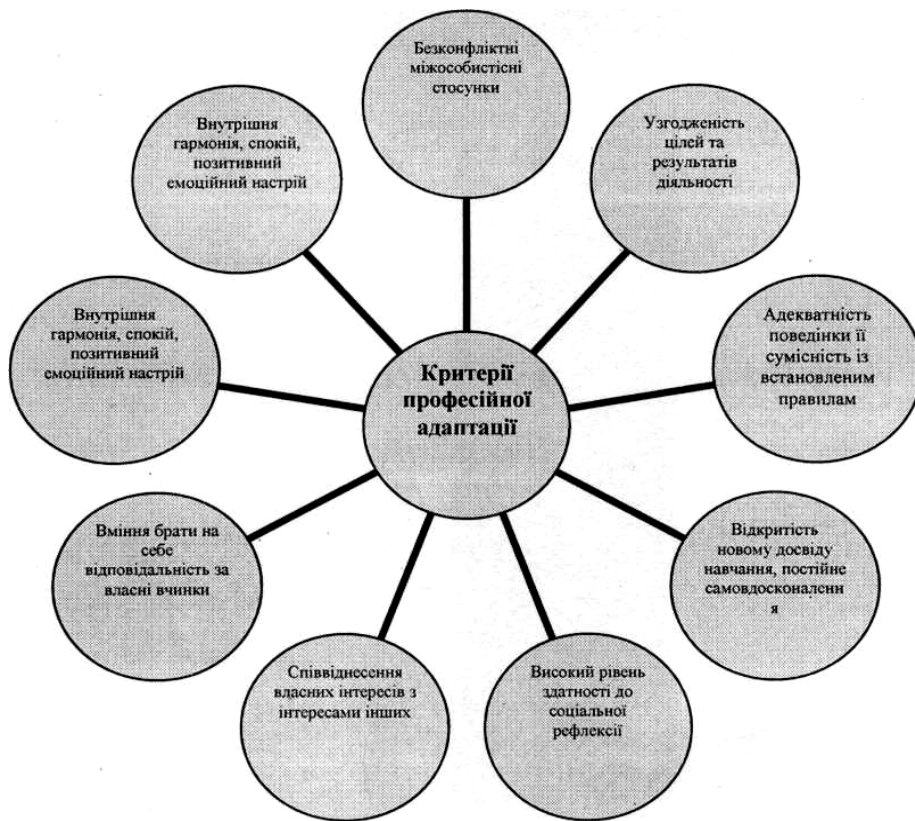 Безконфліктні
міжособистісні
стосунки
Узгодженість
цілей та
результатів
діяльності
Адекватність
поведінки її
сумісність із
встановленим
правилам
Відкритість
новому досвіду
навчання, постійне
самовдосконаленн
я
Високий рівень
здатності до
соціальної
рефлексії
Співвіднесення
власних інтересів з
інтересами інших
Вміння брати на
себе
відповідальність за
власні вчинки
Внутрішня
гармонія, спокій,
позитивний
емоційний настрій
Внутрішня
гармонія, спокій,
позитивний
емоційний настрій
Критерії
професійної
адаптації